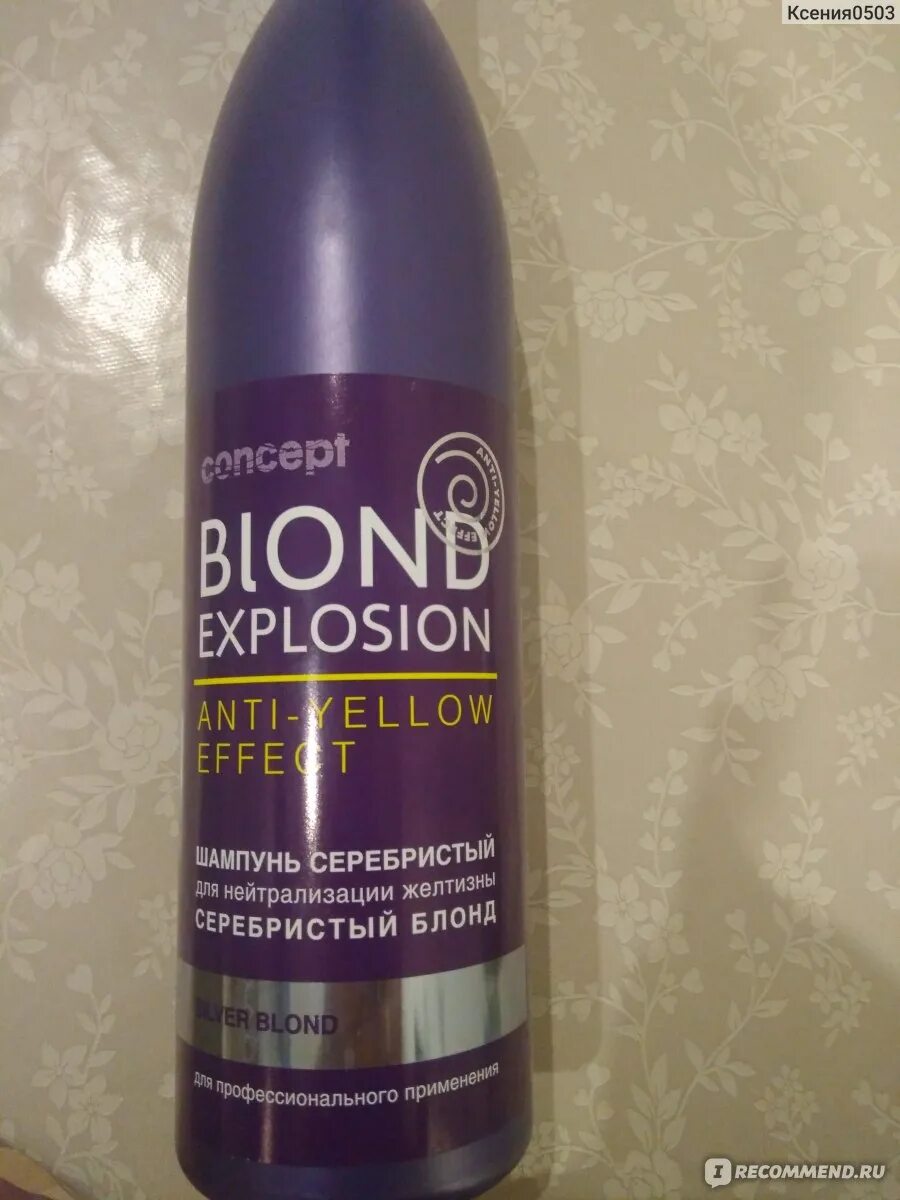 Ксения0503
concept
ANTI-YELLOW EFFECT
BlOND
EXPLOSION
ANTI-YELLOW
EFFECT
ШАМПУНЬ СЕРЕБРИСТЫЙ
для нейтрализации желтизны
СЕРЕБРИСТЫЙ БЛОНД
SILVER BLOND
для профессионального применения
I RECOMMEND.RU